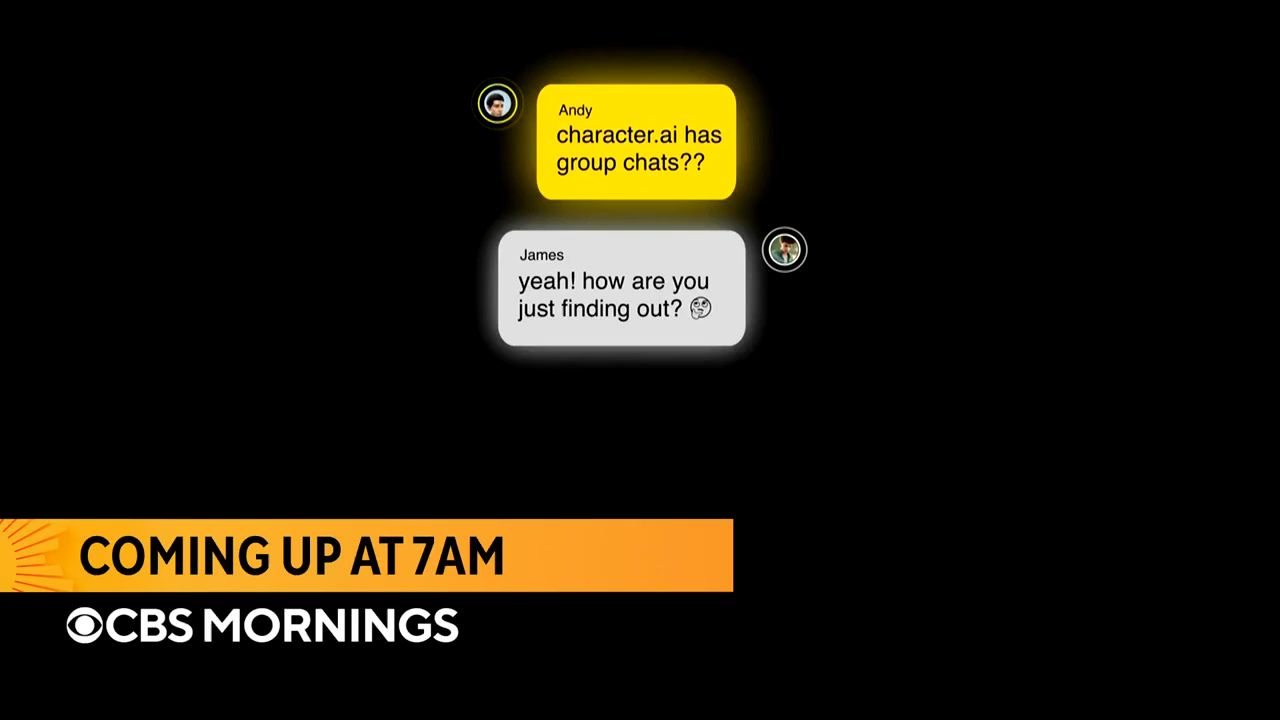 Andy
character.ai has
group chats??
James
yeah! how are you
just finding out? 🤔
COMING UP AT 7AM
CBS MORNINGS